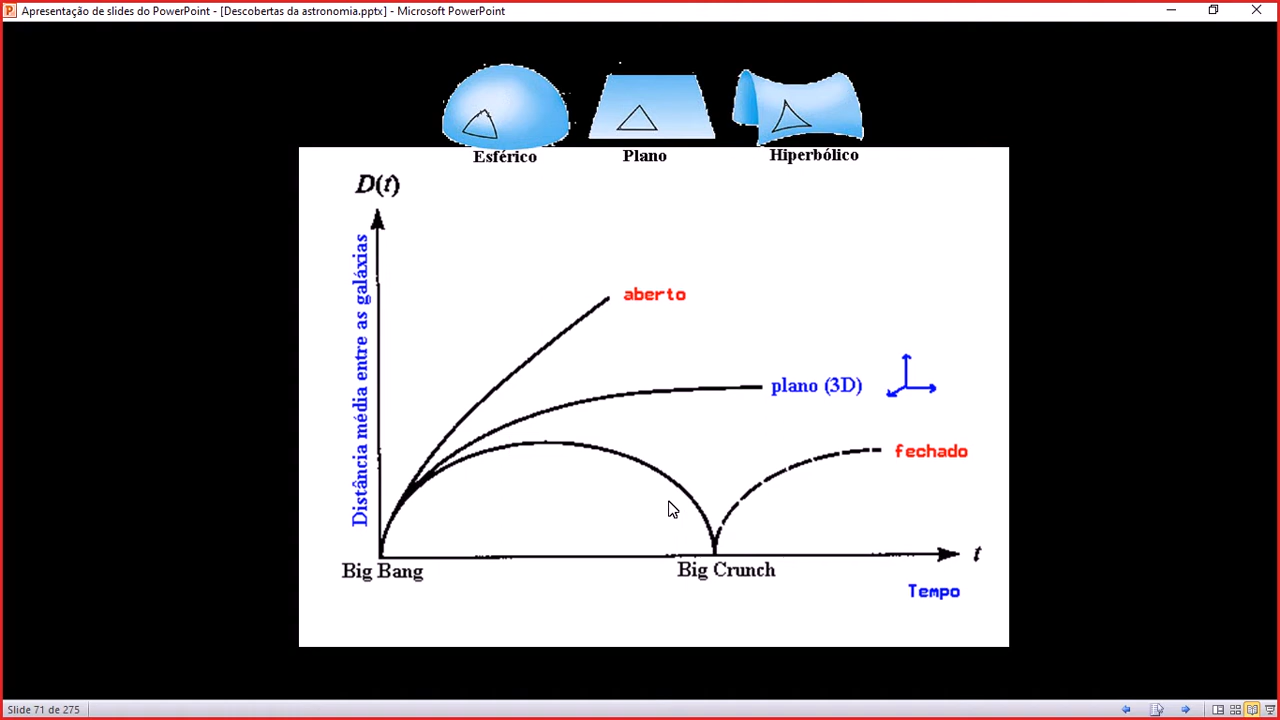 Apresentação de slides do PowerPoint - [Descobertas da astronomia.pptx] - Microsoft PowerPoint
Esférico
Plano
Hiperbólico
D(t)
Distância média entre as galáxias
aberto
plano (3D)
fechado
t
Big Bang
Big Crunch
Tempo
Slide 71 de 275